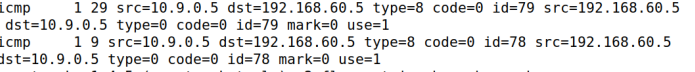 icmp 1 29 src=10.9.0.5 dst=192.168.60.5 type=8 code=0 id=79 src=192.168.60.5
dst=10.9.0.5 type=0 code=0 id=79 mark=0 use=1
icmp 1 9 src=10.9.0.5 dst=192.168.60.5 type=8 code=0 id=78 src=192.168.60.5
dst=10.9.0.5 type=0 code=0 id=78 mark=0 use=1